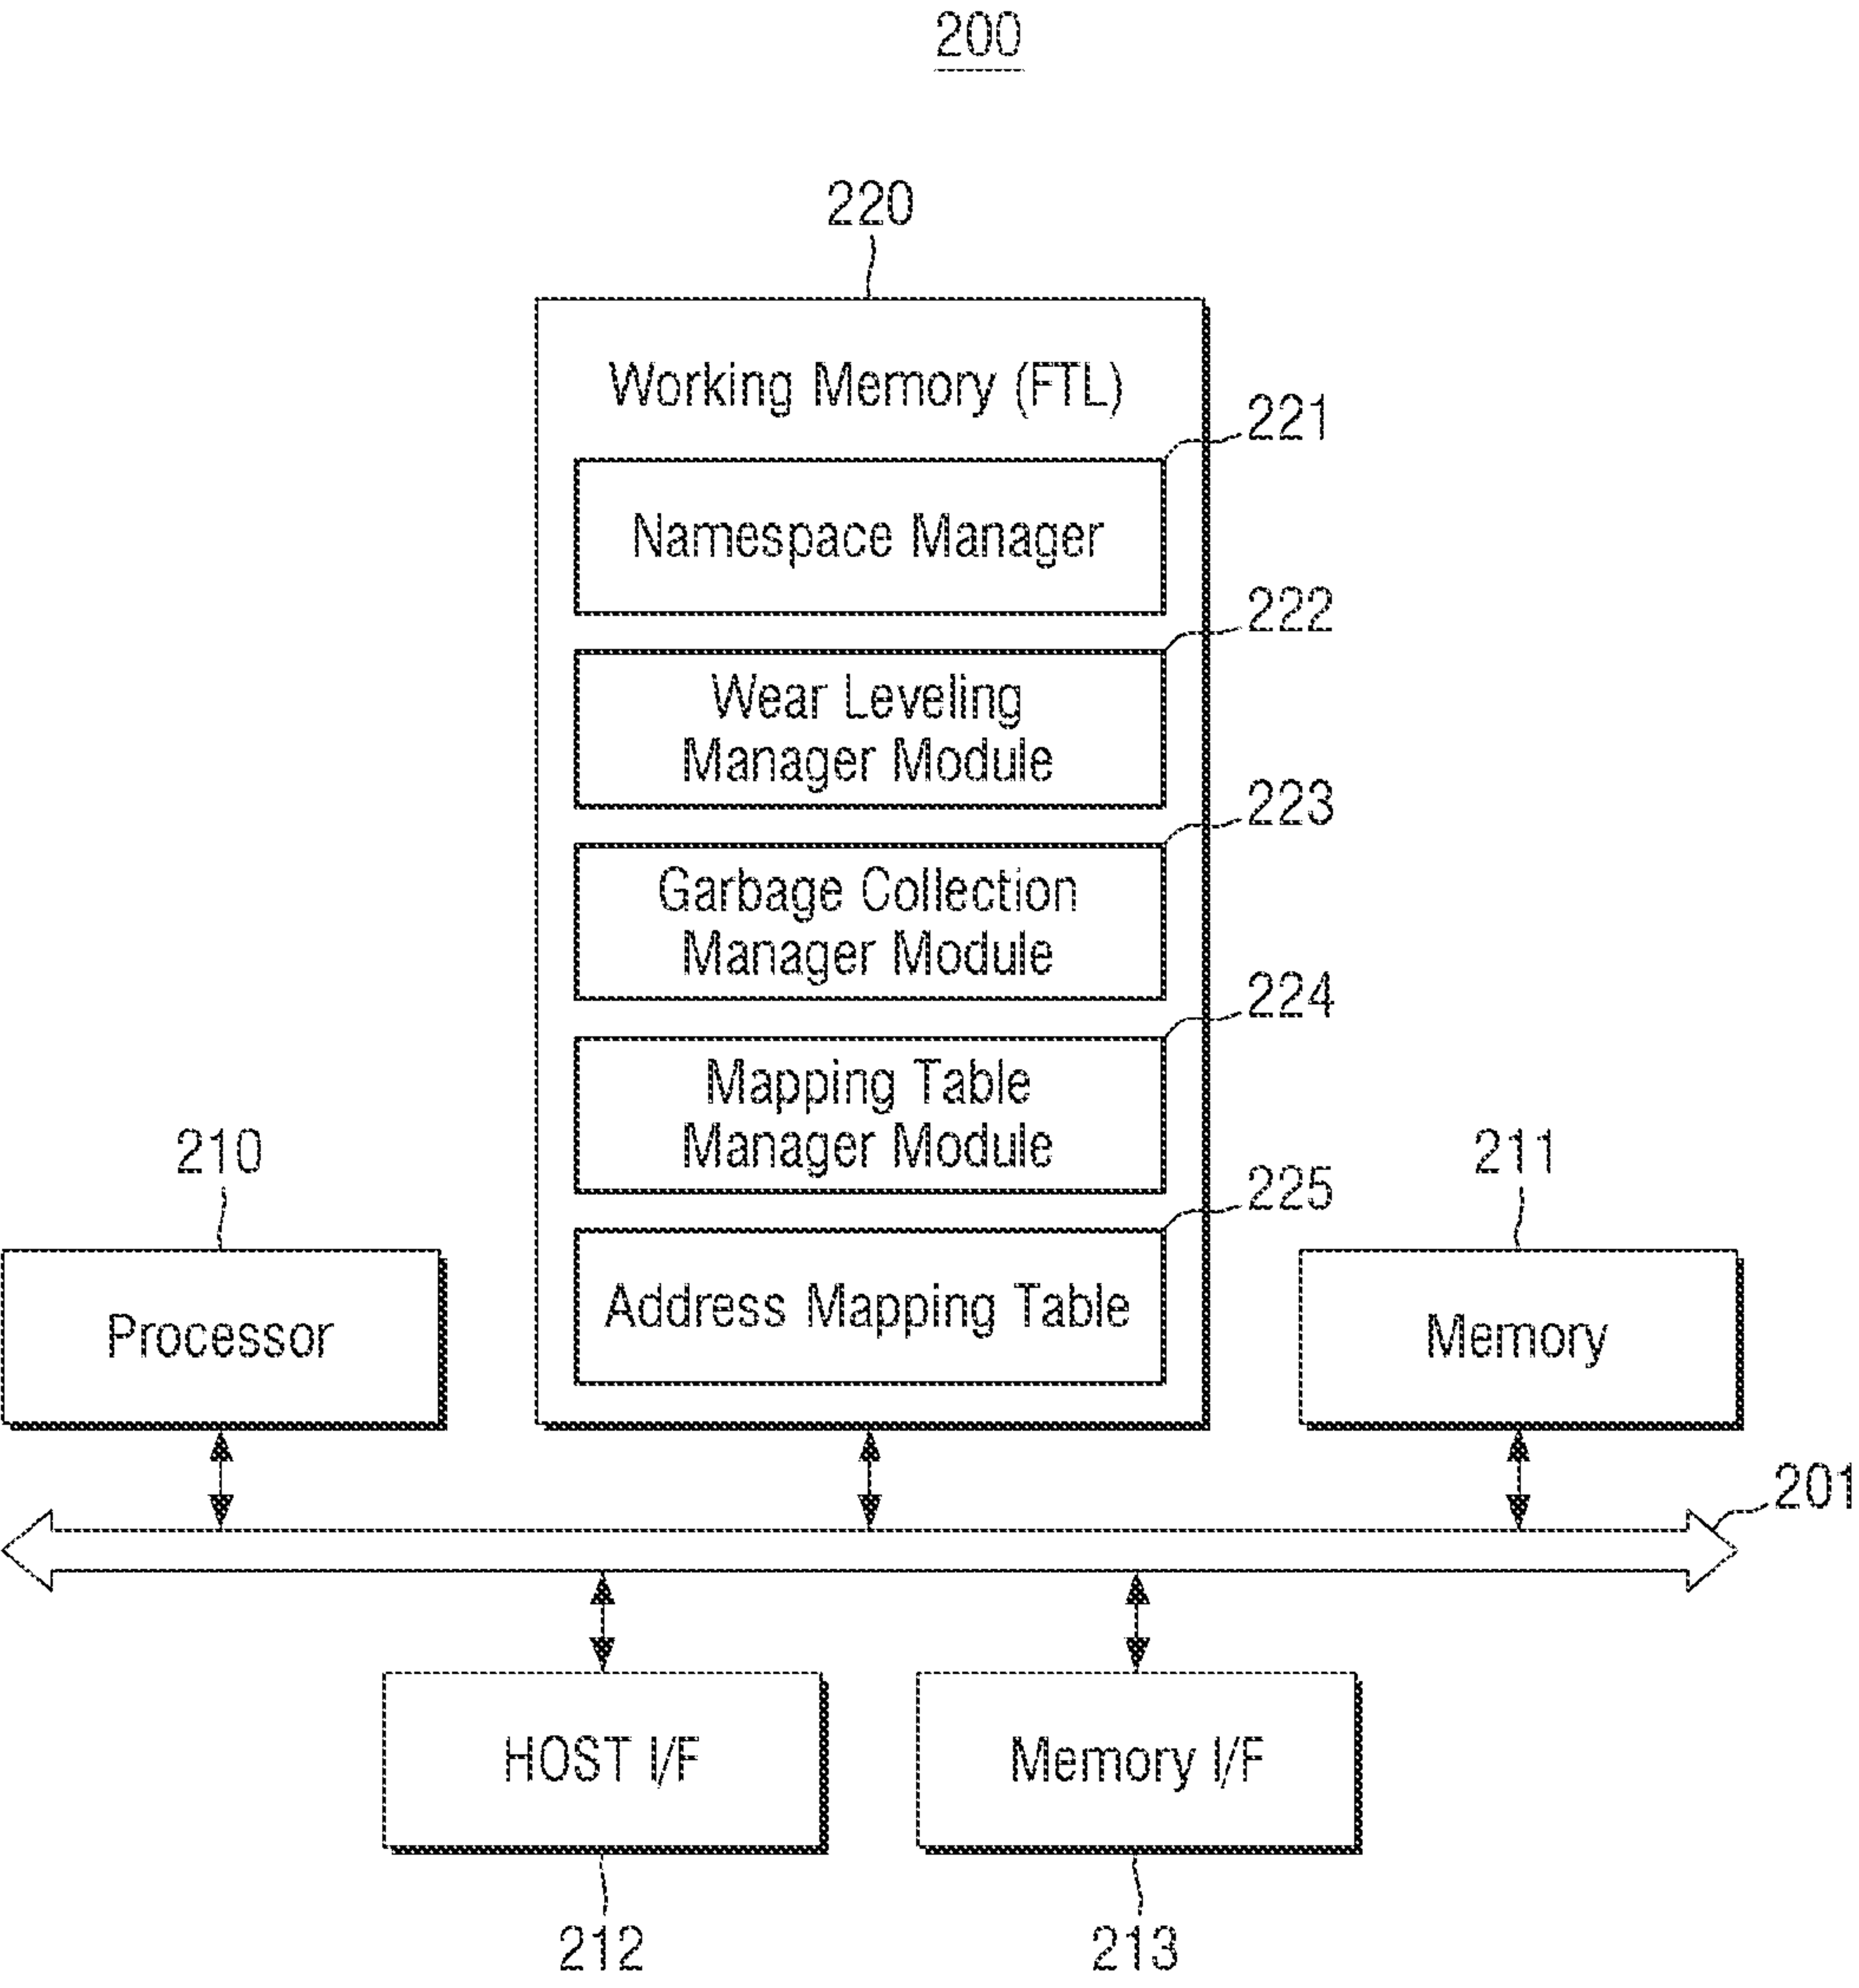 200
220
Working Memory (FTL)
221
Namespace Manager
222
Wear Leveling
Manager Module
223
Garbage Collection
Manager Module
224
Mapping Table
Manager Module
225
Address Mapping Table
210
Processor
211
Memory
201
HOST I/F
Memory I/F
212
213